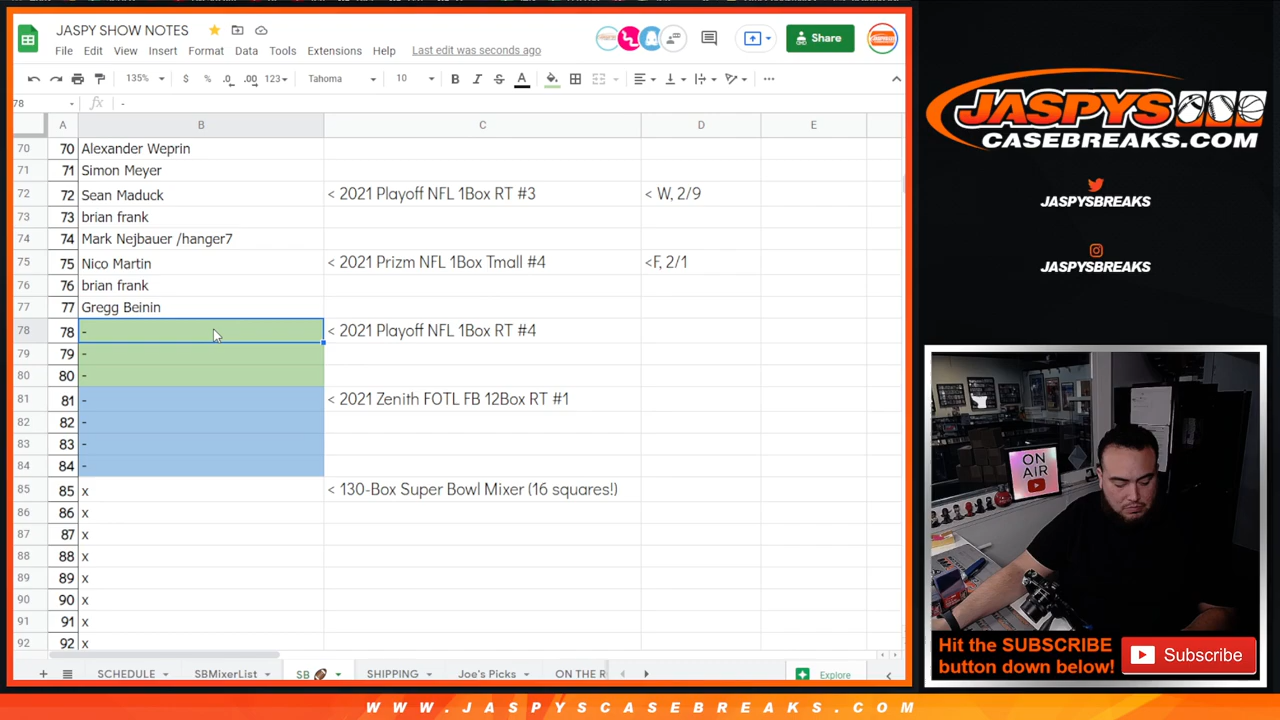 JASPY SHOW NOTES
File Edit View Insert Format Data Tools Extensions Help Last edit was seconds ago
Share
135% $ % .0 .00 123 Tahoma 10 B I S A
78 fx -
A B C D E
70 70 Alexander Weprin
71 71 Simon Meyer
72 72 Sean Maduck < 2021 Playoff NFL 1Box RT #3 < W, 2/9
73 73 brian frank
74 74 Mark Nejbauer /hanger7
75 75 Nico Martin < 2021 Prizm NFL 1Box Tmall #4 <F, 2/1
76 76 brian frank
77 77 Gregg Beinin
78 78 - < 2021 Playoff NFL 1Box RT #4
79 79 -
80 80 -
81 81 - < 2021 Zenith FOTL FB 12Box RT #1
82 82 -
83 83 -
84 84 -
85 85 x < 130-Box Super Bowl Mixer (16 squares!)
86 86 x
87 87 x
88 88 x
89 89 x
90 90 x
91 91 x
92 92 x
+ SCHEDULE SBMixerList SB SHIPPING Joe's Picks ON THE R Explore
JASPYS
CASEBREAKS.COM
JASPYSBREAKS
JASPYSBREAKS
ON
AIR
Hit the SUBSCRIBE
button down below!
Subscribe
WWW.JASPYSCASEBREAKS.COM